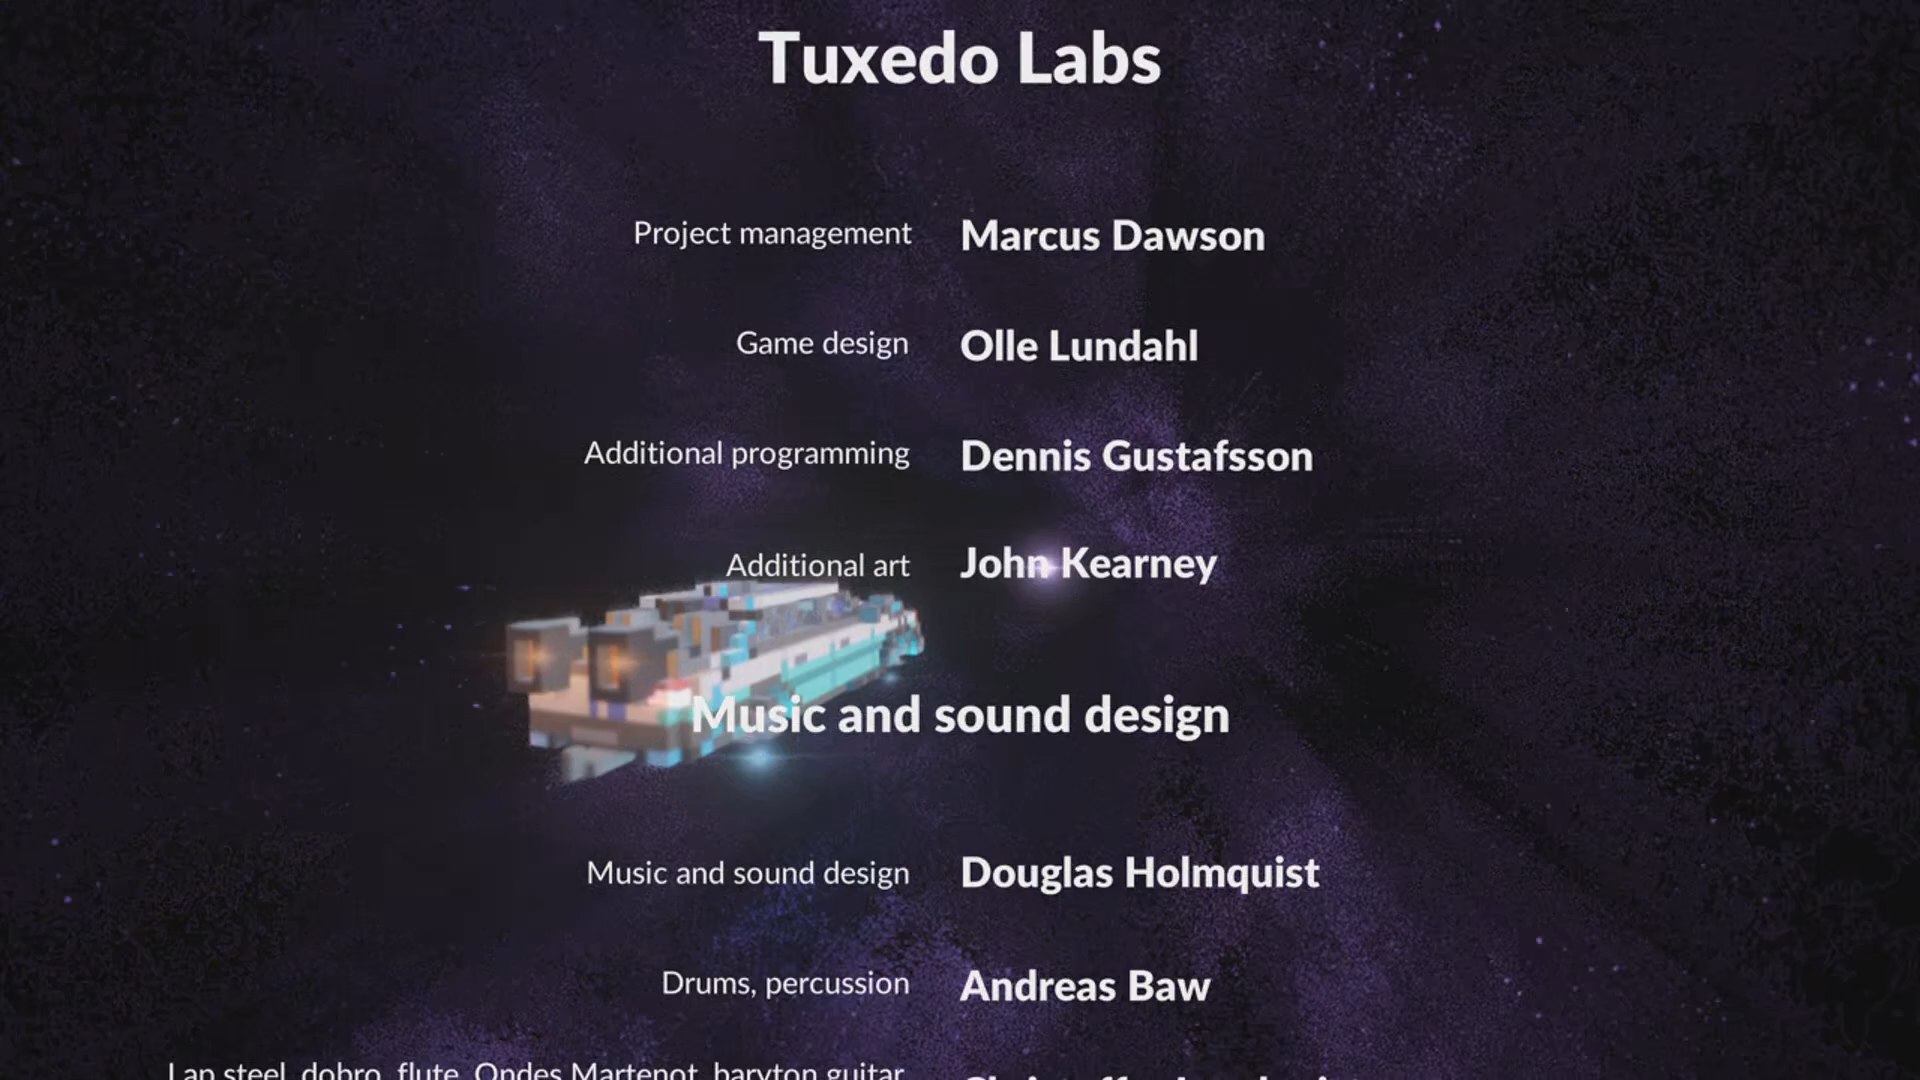 Tuxedo Labs
Project management Marcus Dawson
Game design Olle Lundahl
Additional programming Dennis Gustafsson
Additional art John Kearney
Music and sound design
Music and sound design Douglas Holmquist
Drums, percussion Andreas Baw
Lap steel, dobro, flute, Ondes Martenot, baryton guitar